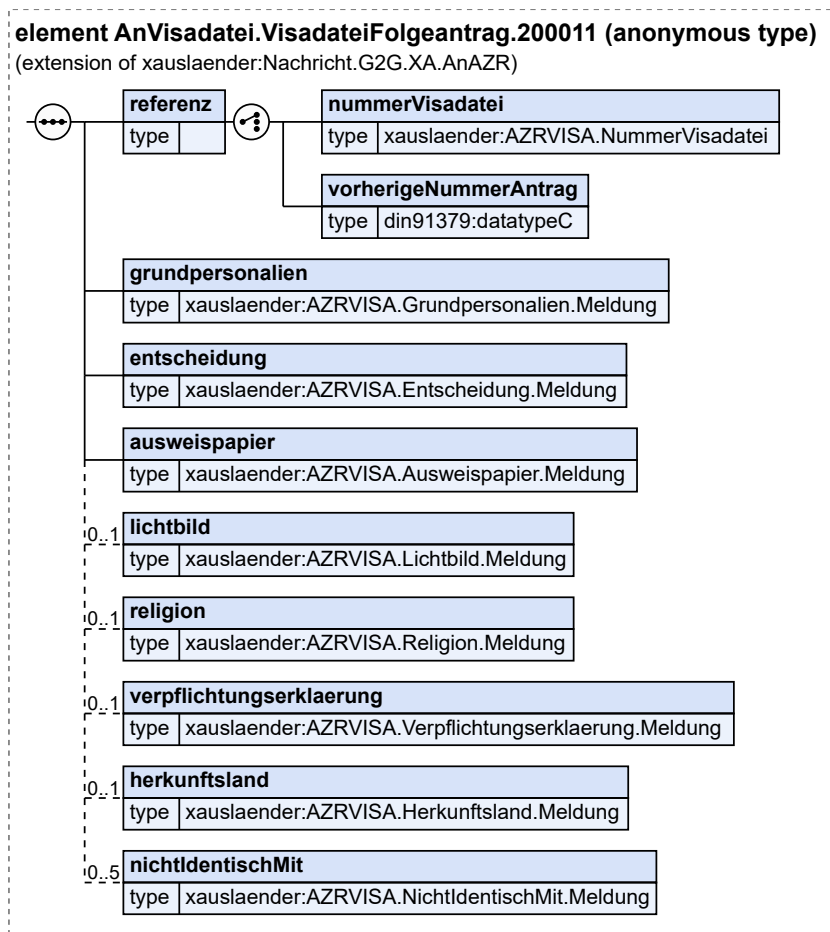 element AnVisadatei.VisadateiFolgeantrag.200011 (anonymous type)
(extension of xauslaender:Nachricht.G2G.XA.AnAZR)
referenz
type
nummerVisadatei
type xauslaender:AZRVISA.NummerVisadatei
vorherigeNummerAntrag
type din91379:datatypeC
grundpersonalien
type xauslaender:AZRVISA.Grundpersonalien.Meldung
entscheidung
type xauslaender:AZRVISA.Entscheidung.Meldung
ausweispapier
type xauslaender:AZRVISA.Ausweispapier.Meldung
0..1 lichtbild
type xauslaender:AZRVISA.Lichtbild.Meldung
0..1 religion
type xauslaender:AZRVISA.Religion.Meldung
0..1 verpflichtungserklaerung
type xauslaender:AZRVISA.Verpflichtungserklaerung.Meldung
0..1 herkunftsland
type xauslaender:AZRVISA.Herkunftsland.Meldung
0..5 nichtIdentischMit
type xauslaender:AZRVISA.NichtIdentischMit.Meldung